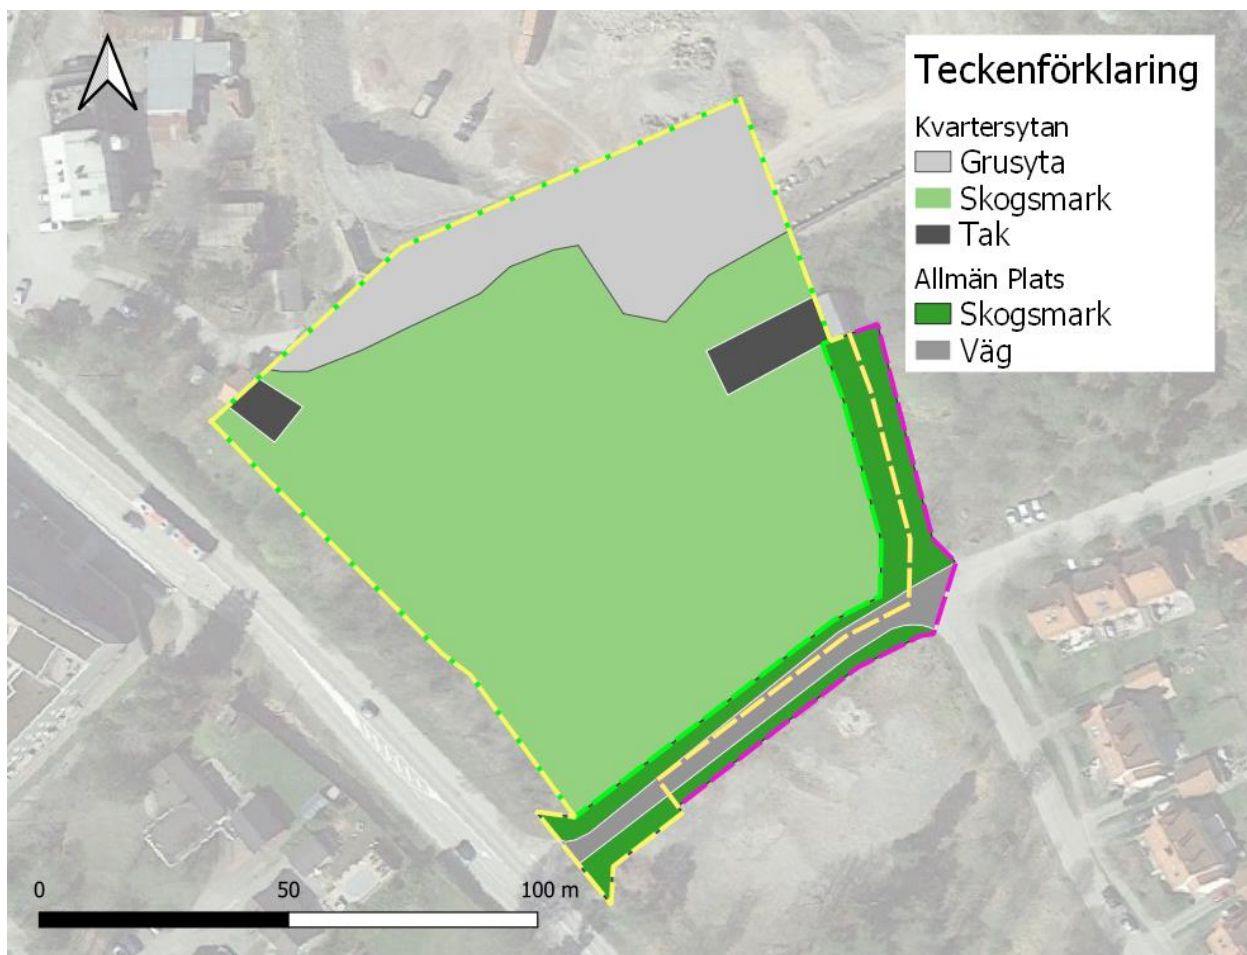 Teckenförklaring
Kvartersytan
Grusyta
Skogsmark
Tak
Allmän Plats
Skogsmark
Väg
0 50 100 m